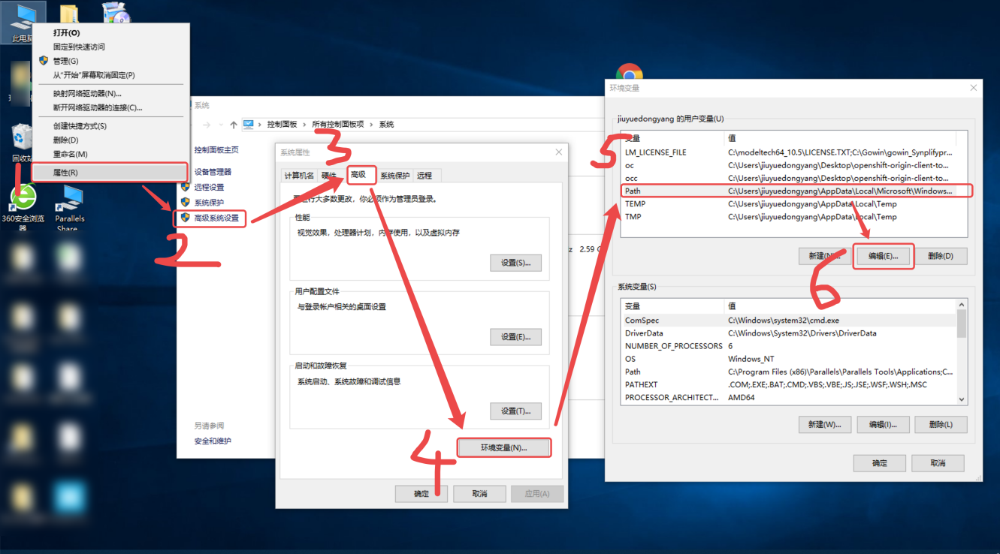 此电脑
打开(O)
固定到快速访问
管理(G)
从"开始"屏幕取消固定(P)
映射网络驱动器(N)...
断开网络驱动器的连接(C)...
创建快捷方式(S)
删除(D)
重命名(M)
属性(R)
回收站
360安全浏览器
Parallels
Share
1
2
3
4
5
6
系统
控制面板 › 所有控制面板项 › 系统
控制面板主页
设备管理器
远程设置
系统保护
高级系统设置
另请参阅
安全和维护
2.59
系统属性
计算机名 硬件 高级 系统保护 远程
要进行大多数更改，你必须作为管理员登录。
性能
视觉效果，处理器计划，内存使用，以及虚拟内存
设置(S)...
用户配置文件
与登录帐户相关的桌面设置
设置(E)...
启动和故障恢复
系统启动、系统故障和调试信息
设置(T)...
环境变量(N)...
确定 取消 应用(A)
环境变量
jiuyuedongyang 的用户变量(U)
变量 值
LM_LICENSE_FILE C:\modeltech64_10.5\LICENSE.TXT;C:\Gowin\gowin_Synplifypr...
oc C:\Users\jiuyuedongyang\Desktop\openshift-origin-client-to...
occ C:\Users\jiuyuedongyang\Desktop\openshift-origin-client-to...
Path C:\Users\jiuyuedongyang\AppData\Local\Microsoft\Windows...
TEMP C:\Users\jiuyuedongyang\AppData\Local\Temp
TMP C:\Users\jiuyuedongyang\AppData\Local\Temp
新建(N)... 编辑(E)... 删除(D)
系统变量(S)
变量 值
ComSpec C:\Windows\system32\cmd.exe
DriverData C:\Windows\System32\Drivers\DriverData
NUMBER_OF_PROCESSORS 6
OS Windows_NT
Path C:\Program Files (x86)\Parallels\Parallels Tools\Applications;C...
PATHEXT .COM;.EXE;.BAT;.CMD;.VBS;.VBE;.JS;.JSE;.WSF;.WSH;.MSC
PROCESSOR_ARCHITECT... AMD64
新建(W)... 编辑(I)... 删除(L)
确定 取消